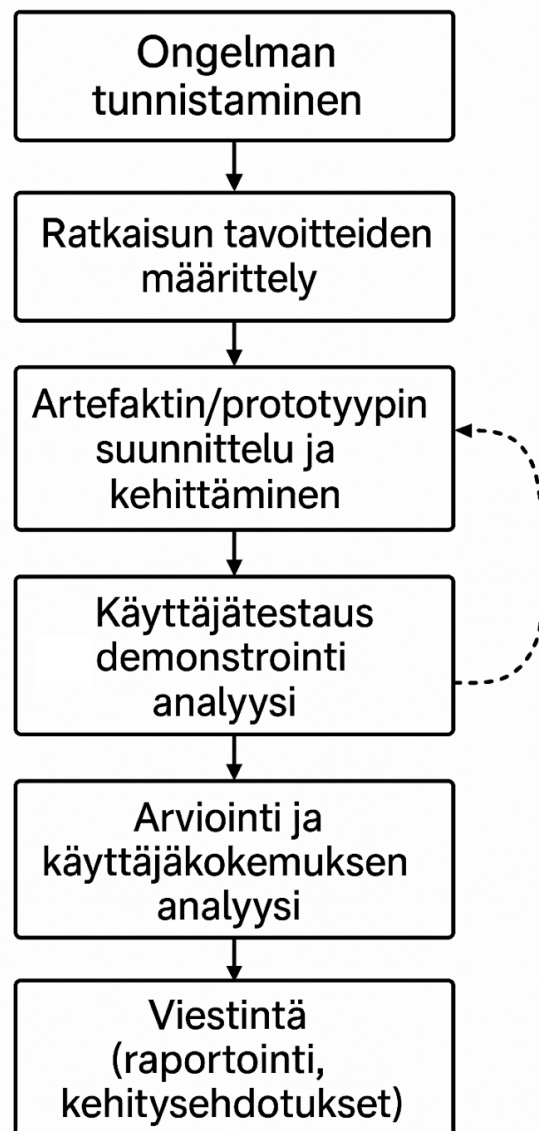 Ongelman
tunnistaminen
Ratkaisun tavoitteiden
määrittely
Artefaktin/prototyypin
suunnittelu ja
kehittäminen
Käyttäjätestaus
demonstrointi
analyysi
Arviointi ja
käyttäjäkokemuksen
analyysi
Viestintä
(raportointi,
kehitysehdotukset)